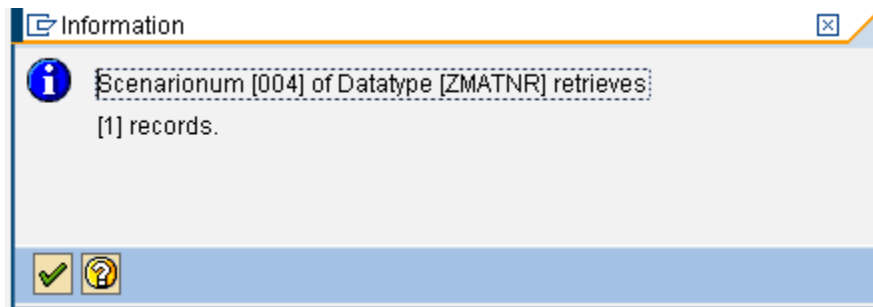 Information
Scenarionum [004] of Datatype [ZMATNR] retrieves
[1] records.